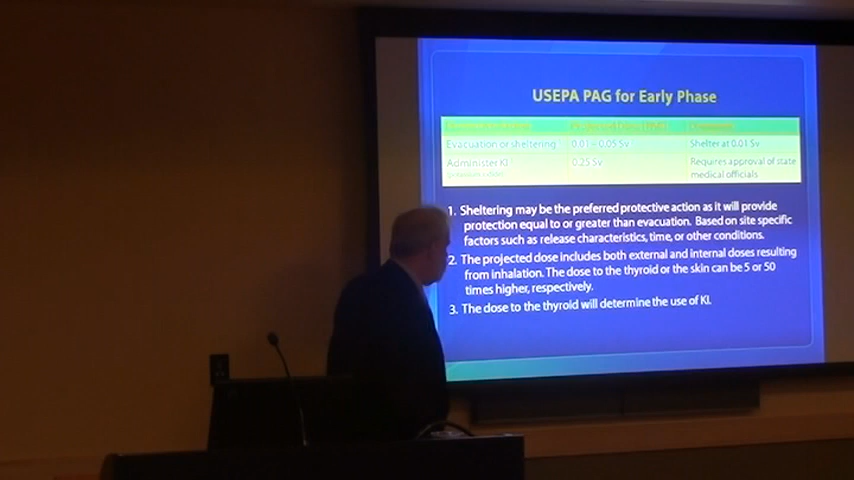 USEPA PAG for Early Phase
Evacuation or sheltering 0.01 – 0.05 Sv Shelter at 0.01 Sv
Administer KI 0.25 Sv Requires approval of state
medical officials
1. Sheltering may be the preferred protective action as it will provide
protection equal to or greater than evacuation. Based on site specific
factors such as release characteristics, time, or other conditions.
2. The projected dose includes both external and internal doses resulting
from inhalation. The dose to the thyroid or the skin can be 5 or 50
times higher, respectively.
3. The dose to the thyroid will determine the use of KI.